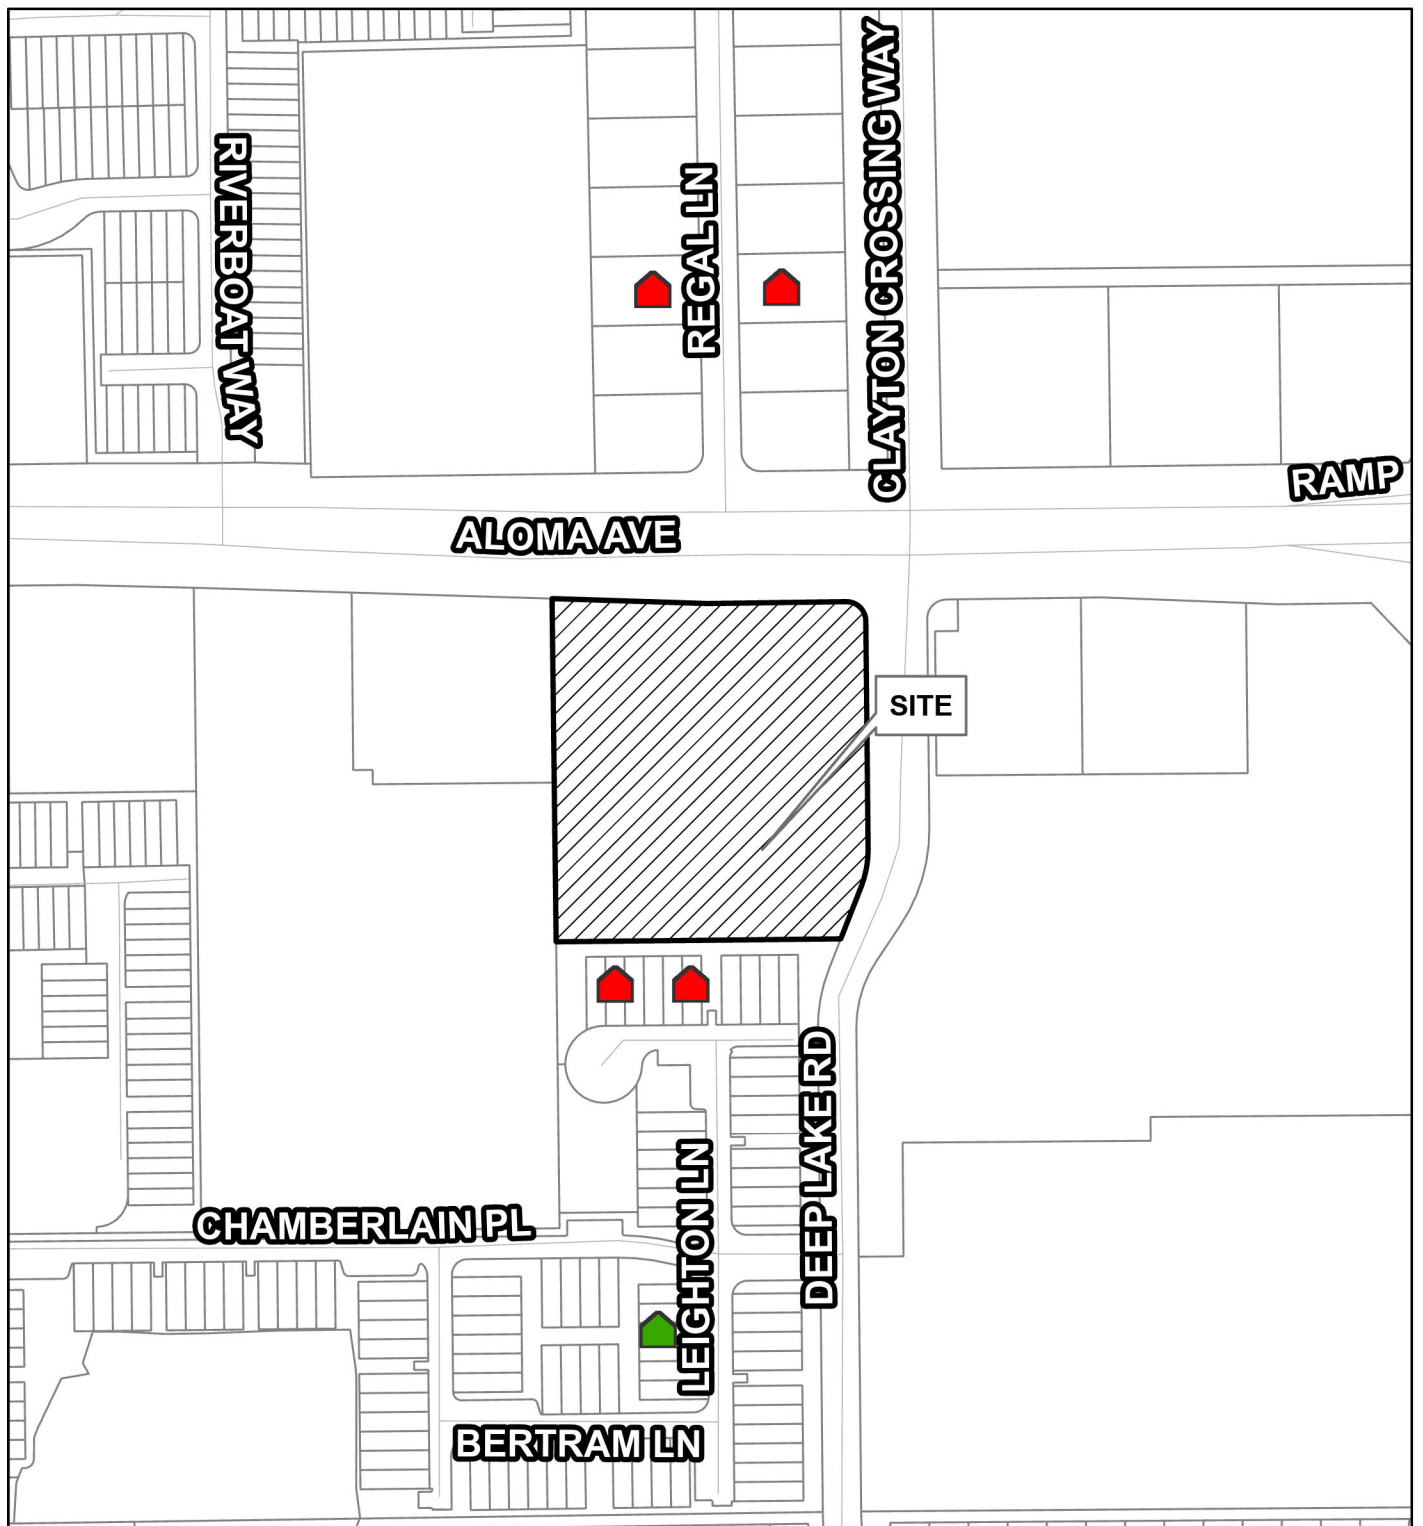 CLAYTON CROSSING WAY
RIVERBOAT WAY
REGAL LN
RAMP
ALOMA AVE
SITE
DEEP LAKE RD
LEIGHTON LN
CHAMBERLAIN PL
BERTRAM LN